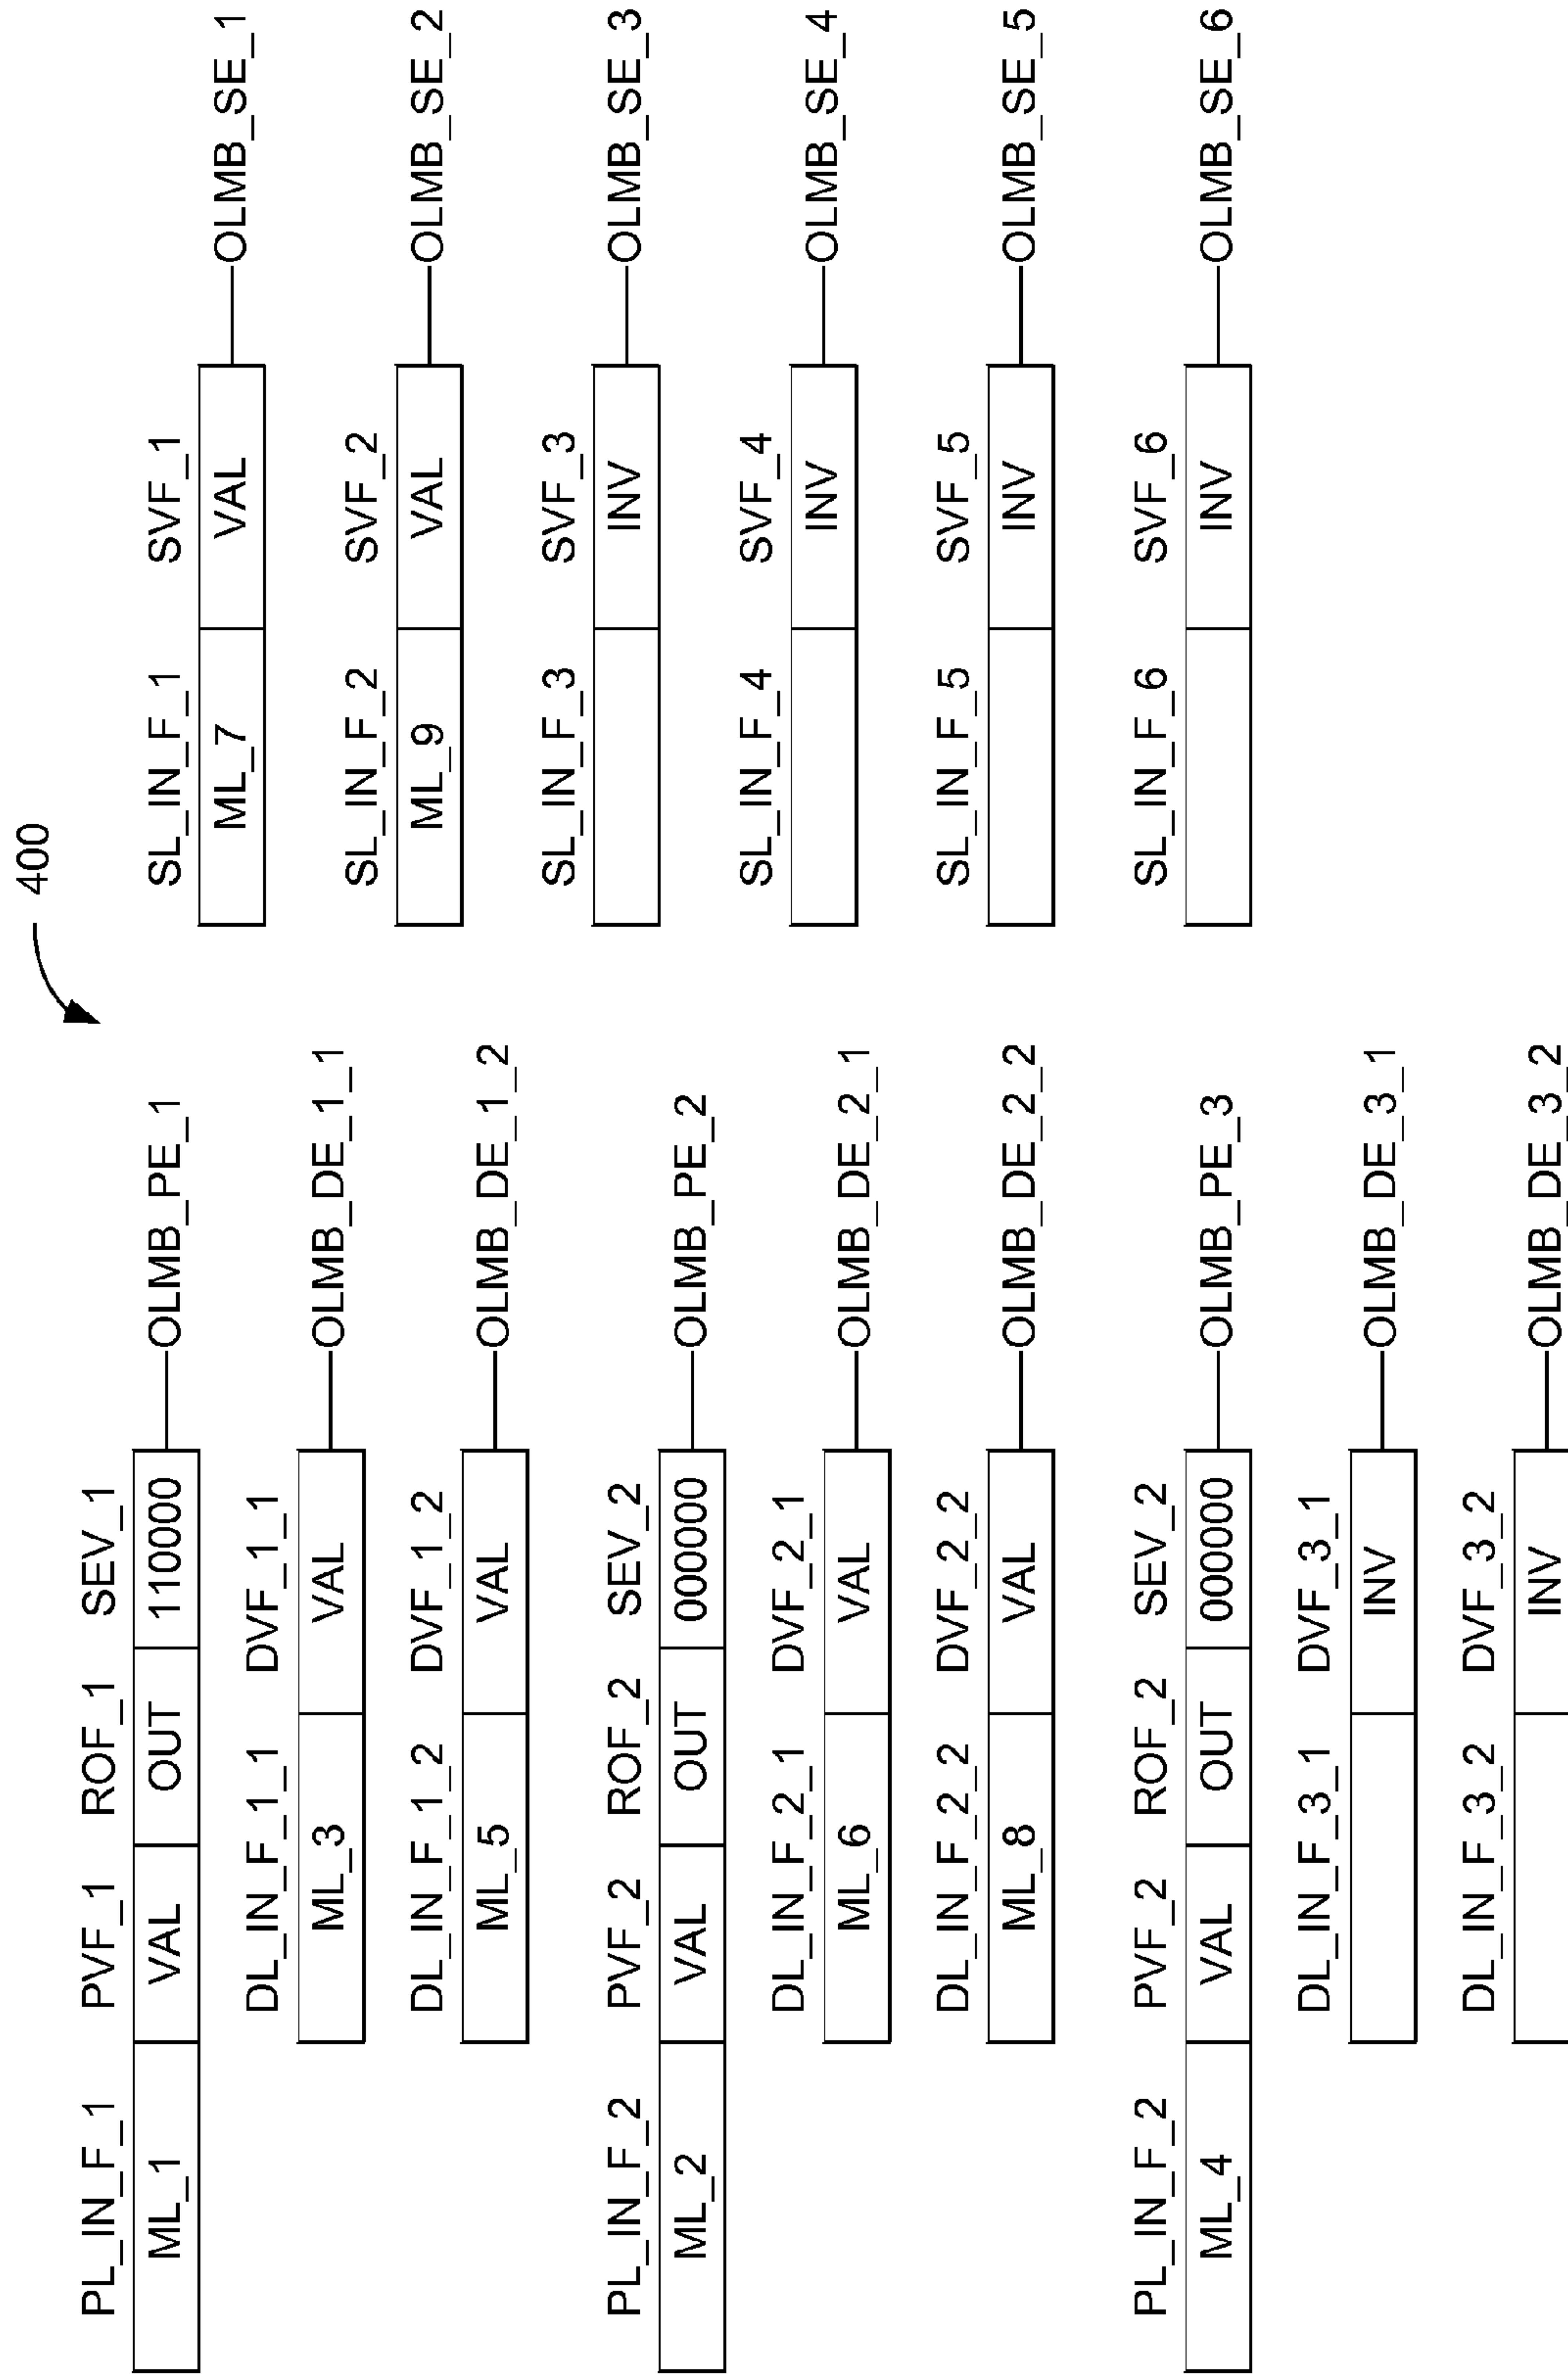 400
PL_IN_F_1 PVF_1 ROF_1 SEV_1
ML_1 VAL OUT 110000 OLMB_PE_1
DL_IN_F_1_1 DVF_1_1
ML_3 VAL OLMB_DE_1_1
DL_IN_F_1_2 DVF_1_2
ML_5 VAL OLMB_DE_1_2
PL_IN_F_2 PVF_2 ROF_2 SEV_2
ML_2 VAL OUT 000000 OLMB_PE_2
DL_IN_F_2_1 DVF_2_1
ML_6 VAL OLMB_DE_2_1
DL_IN_F_2_2 DVF_2_2
ML_8 VAL OLMB_DE_2_2
PL_IN_F_2 PVF_2 ROF_2 SEV_2
ML_4 VAL OUT 000000 OLMB_PE_3
DL_IN_F_3_1 DVF_3_1
INV OLMB_DE_3_1
DL_IN_F_3_2 DVF_3_2
INV OLMB_DE_3_2
SL_IN_F_1 SVF_1
ML_7 VAL OLMB_SE_1
SL_IN_F_2 SVF_2
ML_9 VAL OLMB_SE_2
SL_IN_F_3 SVF_3
INV OLMB_SE_3
SL_IN_F_4 SVF_4
INV OLMB_SE_4
SL_IN_F_5 SVF_5
INV OLMB_SE_5
SL_IN_F_6 SVF_6
INV OLMB_SE_6